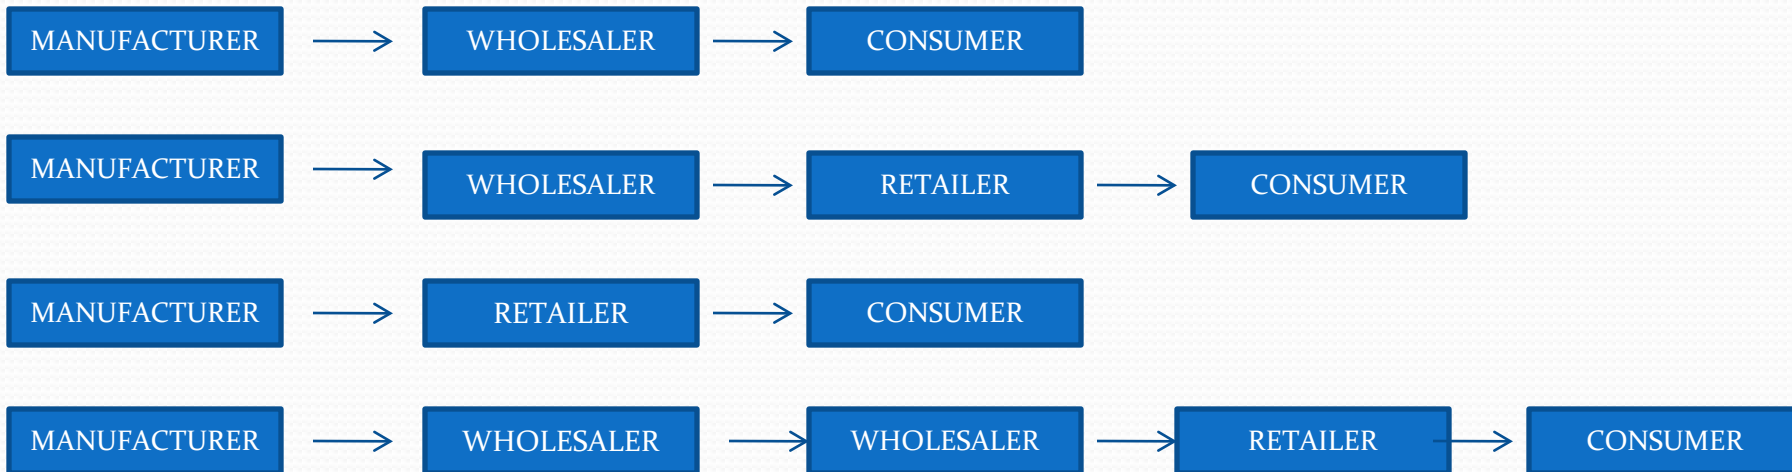 MANUFACTURER WHOLESALER CONSUMER
MANUFACTURER WHOLESALER RETAILER CONSUMER
MANUFACTURER RETAILER CONSUMER
MANUFACTURER WHOLESALER WHOLESALER RETAILER CONSUMER